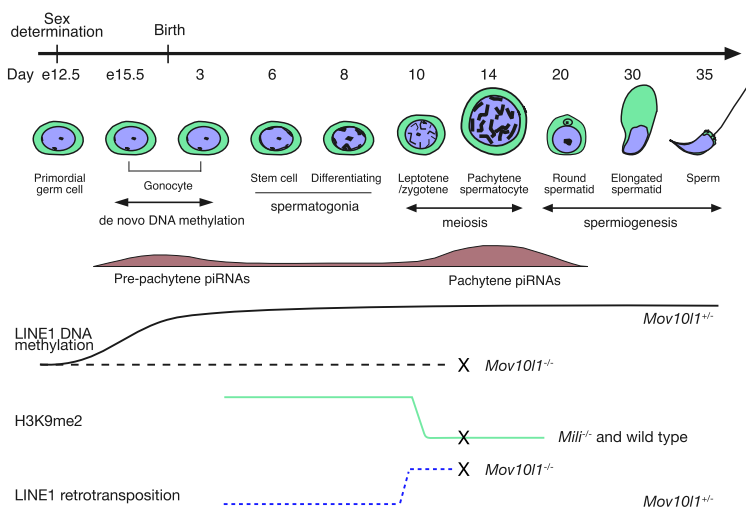 Sex
determination
Birth
Day e12.5 e15.5 3 6 8 10 14 20 30 35
Primordial
germ cell
Gonocyte
Stem cell
Differentiating
Leptotene
/zygotene
Pachytene
spermatocyte
Round
spermatid
Elongated
spermatid
Sperm
de novo DNA methylation
spermatogonia
meiosis
spermiogenesis
Pre-pachytene piRNAs
Pachytene piRNAs
LINE1 DNA
methylation
Mov10l1+/-
X Mov10l1-/-
H3K9me2
X Mili-/- and wild type
X Mov10l1-/-
LINE1 retrotransposition
Mov10l1+/-